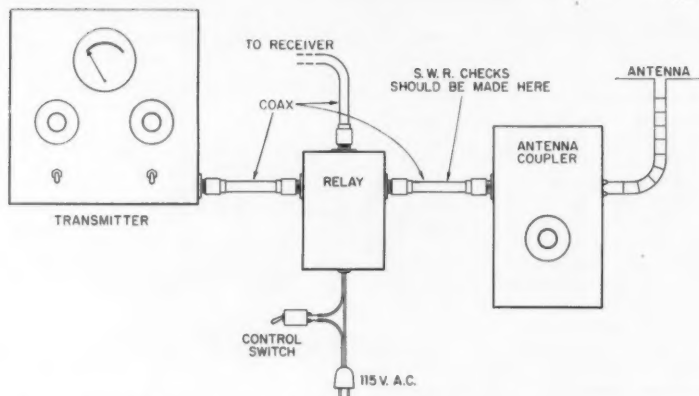 TO RECEIVER
S.W.R. CHECKS
SHOULD BE MADE HERE
ANTENNA
COAX
ANTENNA
COUPLER
RELAY
TRANSMITTER
CONTROL
SWITCH
115 V. A.C.